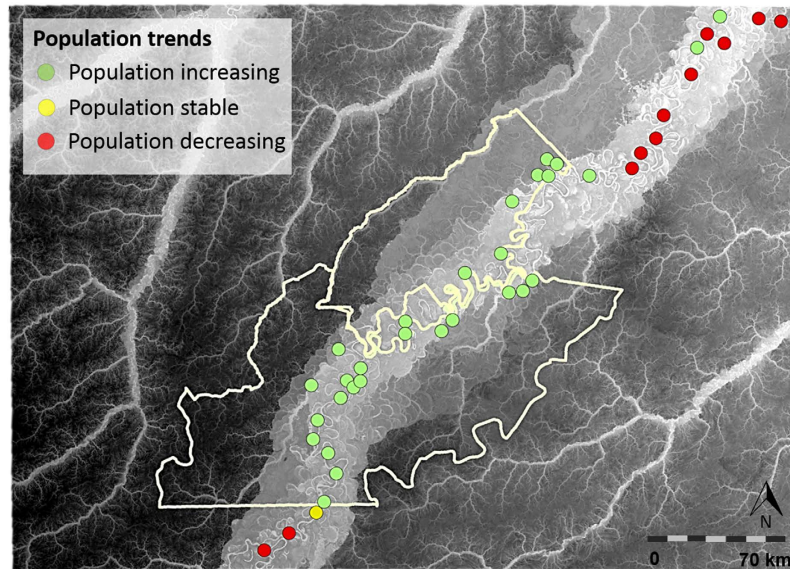 Population trends
Population increasing
Population stable
Population decreasing
N
0 70 km